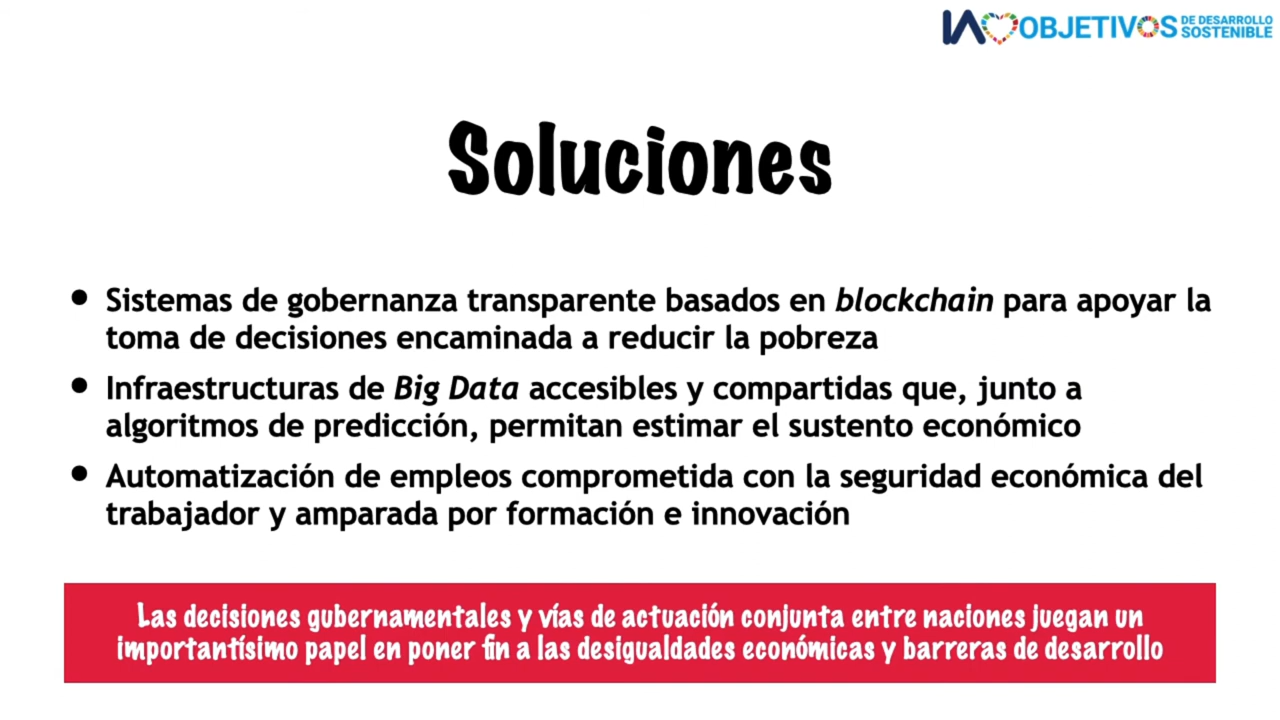 IA OBJETIVOS DE DESARROLLO SOSTENIBLE
Soluciones
• Sistemas de gobernanza transparente basados en blockchain para apoyar la
toma de decisiones encaminada a reducir la pobreza
• Infraestructuras de Big Data accesibles y compartidas que, junto a
algoritmos de predicción, permitan estimar el sustento económico
• Automatización de empleos comprometida con la seguridad económica del
trabajador y amparada por formación e innovación
Las decisiones gubernamentales y vías de actuación conjunta entre naciones juegan un
importantísimo papel en poner fin a las desigualdades económicas y barreras de desarrollo